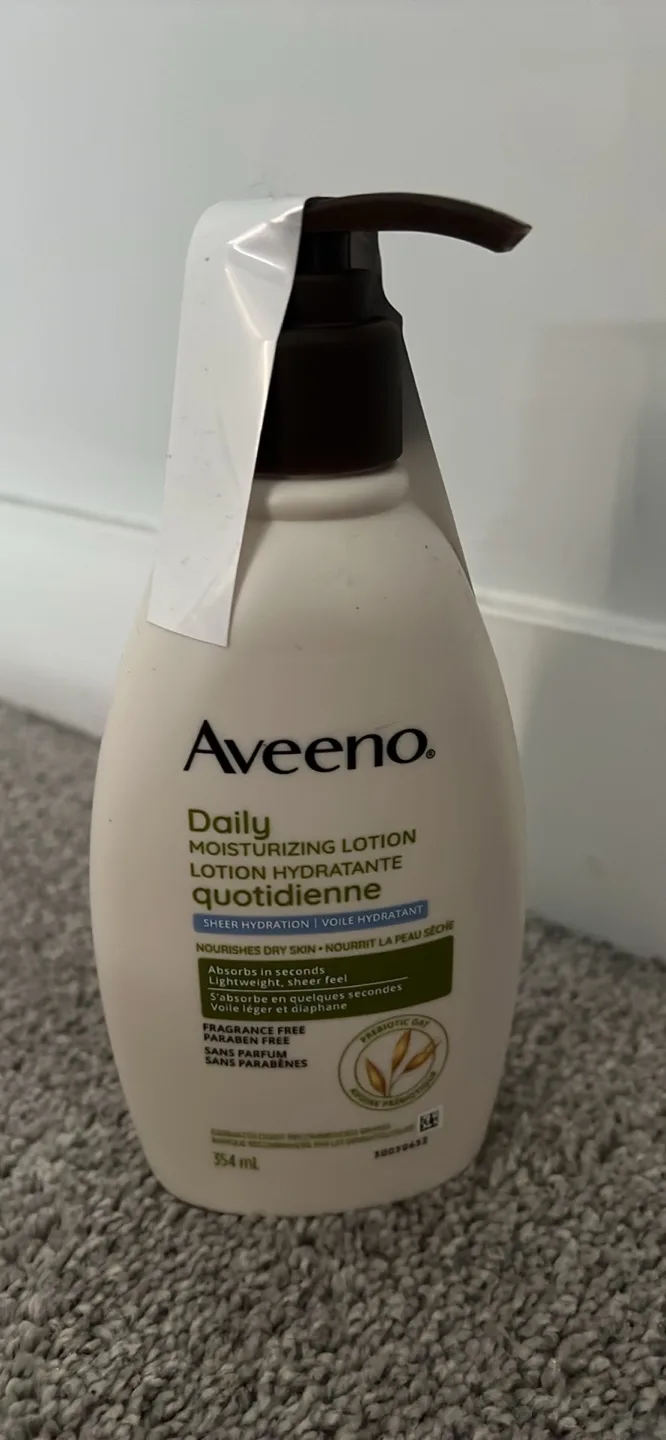 Aveeno®
Daily
MOISTURIZING LOTION
LOTION HYDRATANTE
quotidienne
SHEER HYDRATION | VOILE HYDRATANT
NOURISHES DRY SKIN • NOURRIT LA PEAU SÈCHE
Absorbs in seconds
Lightweight, sheer feel
S'absorbe en quelques secondes
Voile léger et diaphane
FRAGRANCE FREE
PARABEN FREE
SANS PARFUM
SANS PARABÈNES
PREBIOTIC OAT
AVOINE PRÉBIOTIQUE
354 mL